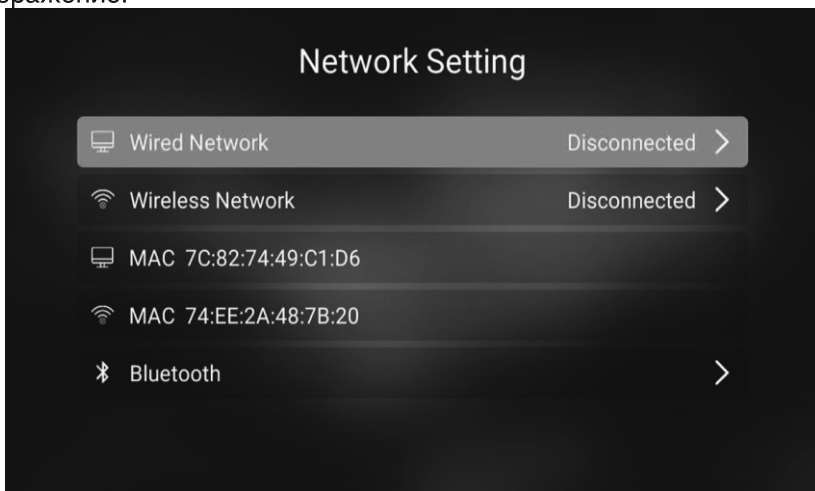 Network Setting
Wired Network Disconnected
Wireless Network Disconnected
MAC 7C:82:74:49:C1:D6
MAC 74:EE:2A:48:7B:20
Bluetooth